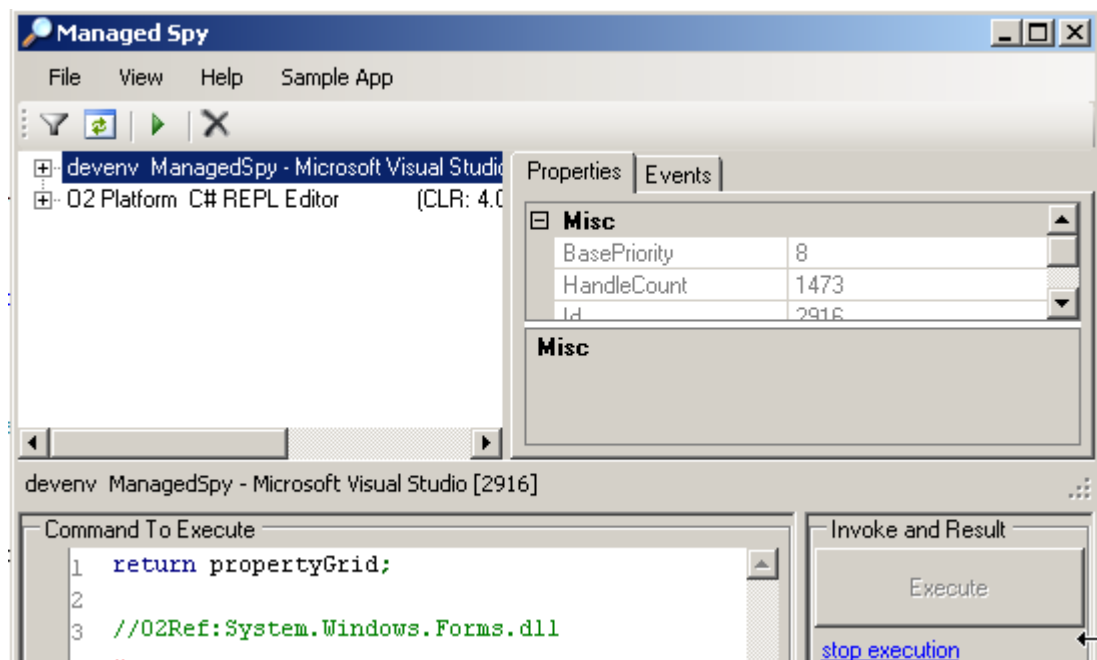 Managed Spy
File View Help Sample App
devenv ManagedSpy - Microsoft Visual Studio
O2 Platform C# REPL Editor (CLR: 4.0
Properties Events
Misc
BasePriority 8
HandleCount 1473
Id 2916
Misc
devenv ManagedSpy - Microsoft Visual Studio [2916]
Command To Execute
1 return propertyGrid;
2
3 //O2Ref:System.Windows.Forms.dll
Invoke and Result
Execute
stop execution